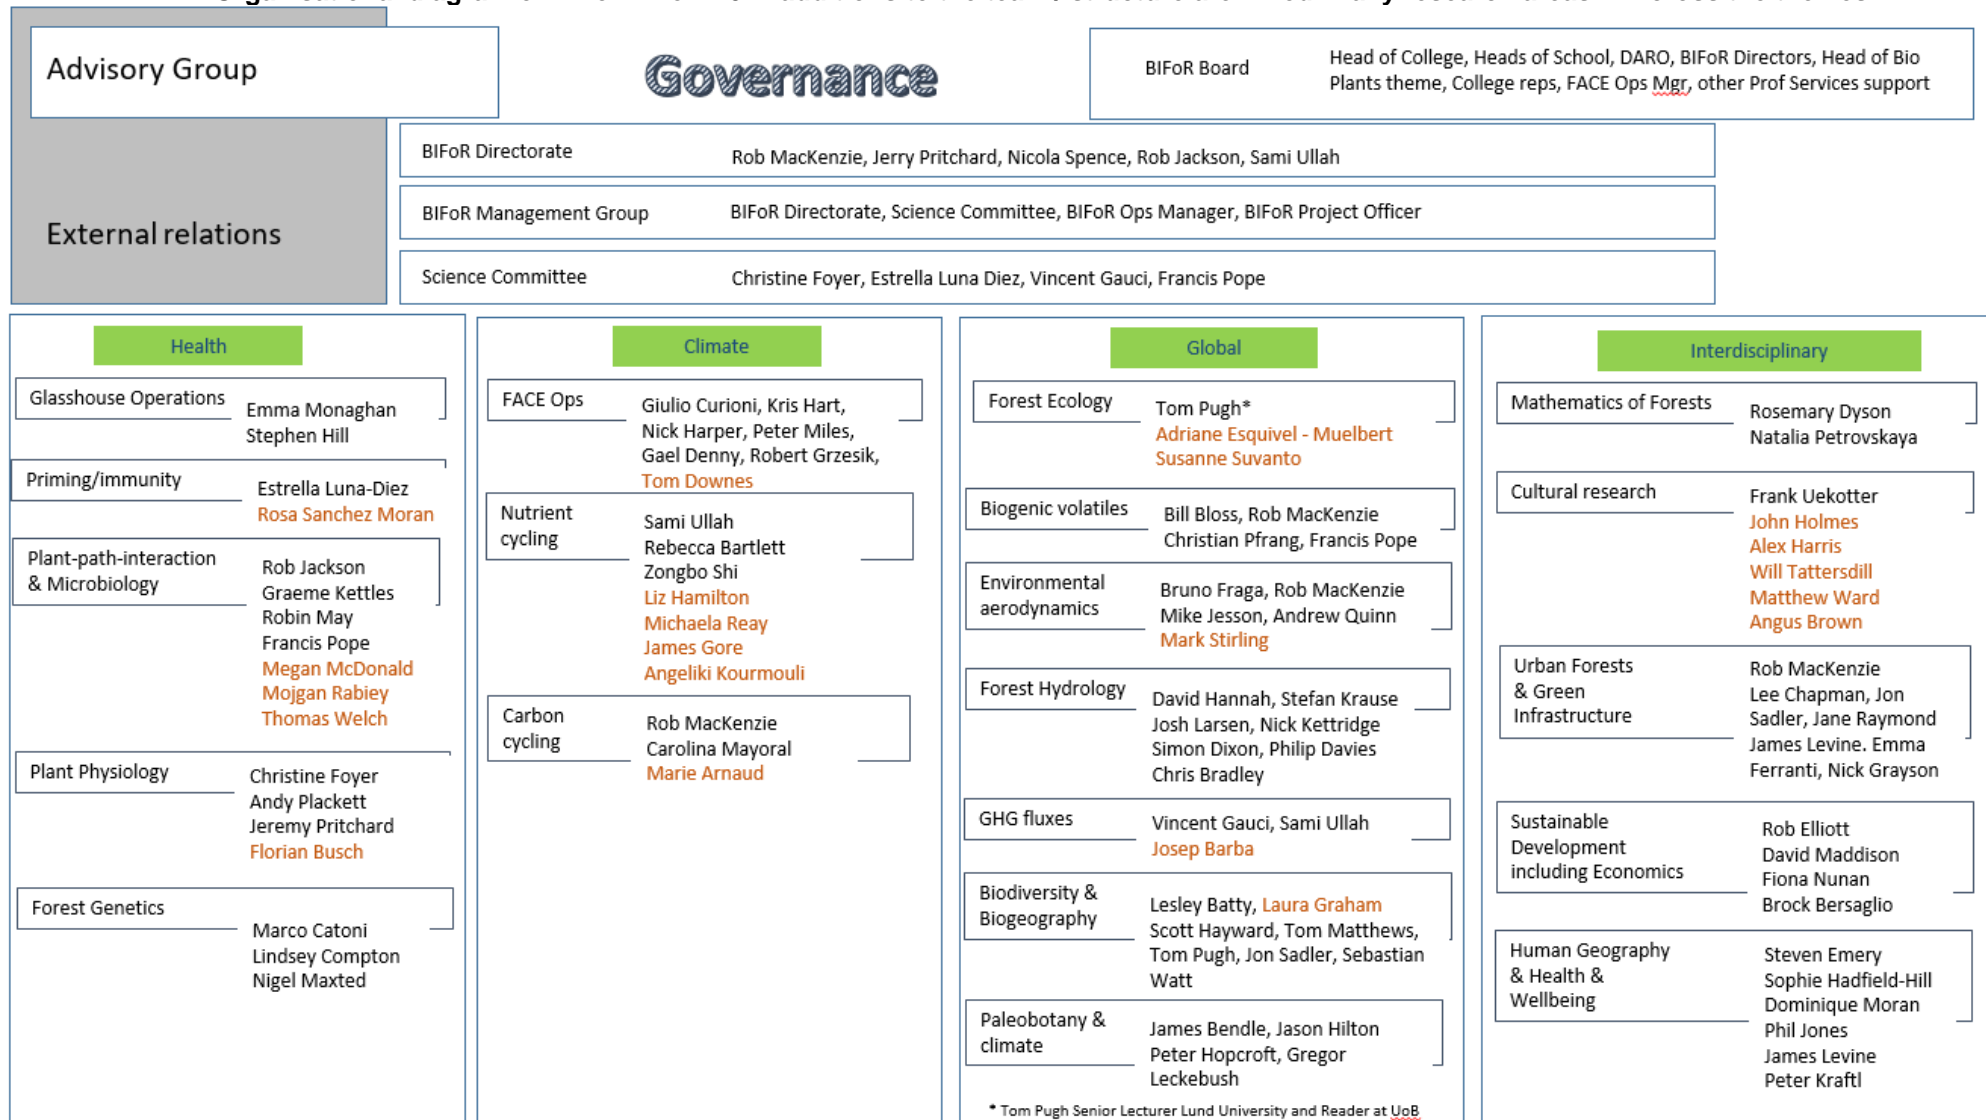 Advisory Group
Governance
BIFoR Board
Head of College, Heads of School, DARO, BIFoR Directors, Head of Bio
Plants theme, College reps, FACE Ops Mgr, other Prof Services support
External relations
BIFoR Directorate
Rob MacKenzie, Jerry Pritchard, Nicola Spence, Rob Jackson, Sami Ullah
BIFoR Management Group
BIFoR Directorate, Science Committee, BIFoR Ops Manager, BIFoR Project Officer
Science Committee
Christine Foyer, Estrella Luna Diez, Vincent Gauci, Francis Pope
Health
Glasshouse Operations
Emma Monaghan
Stephen Hill
Priming/immunity
Estrella Luna-Diez
Rosa Sanchez Moran
Plant-path-interaction
& Microbiology
Rob Jackson
Graeme Kettles
Robin May
Francis Pope
Megan McDonald
Mojgan Rabiey
Thomas Welch
Plant Physiology
Christine Foyer
Andy Plackett
Jeremy Pritchard
Florian Busch
Forest Genetics
Marco Catoni
Lindsey Compton
Nigel Maxted
Climate
FACE Ops
Giulio Curioni, Kris Hart,
Nick Harper, Peter Miles,
Gael Denny, Robert Grzesik,
Tom Downes
Nutrient
cycling
Sami Ullah
Rebecca Bartlett
Zongbo Shi
Liz Hamilton
Michaela Reay
James Gore
Angeliki Kourmouli
Carbon
cycling
Rob MacKenzie
Carolina Mayoral
Marie Arnaud
Global
Forest Ecology
Tom Pugh*
Adriane Esquivel - Muelbert
Susanne Suvanto
Biogenic volatiles
Bill Bloss, Rob MacKenzie
Christian Pfrang, Francis Pope
Environmental
aerodynamics
Bruno Fraga, Rob MacKenzie
Mike Jesson, Andrew Quinn
Mark Stirling
Forest Hydrology
David Hannah, Stefan Krause
Josh Larsen, Nick Kettridge
Simon Dixon, Philip Davies
Chris Bradley
GHG fluxes
Vincent Gauci, Sami Ullah
Josep Barba
Biodiversity &
Biogeography
Lesley Batty, Laura Graham
Scott Hayward, Tom Matthews,
Tom Pugh, Jon Sadler, Sebastian
Watt
Paleobotany &
climate
James Bendle, Jason Hilton
Peter Hopcroft, Gregor
Leckebush
* Tom Pugh Senior Lecturer Lund University and Reader at UoB
Interdisciplinary
Mathematics of Forests
Rosemary Dyson
Natalia Petrovskaya
Cultural research
Frank Uekotter
John Holmes
Alex Harris
Will Tattersdill
Matthew Ward
Angus Brown
Urban Forests
& Green
Infrastructure
Rob MacKenzie
Lee Chapman, Jon
Sadler, Jane Raymond
James Levine. Emma
Ferranti, Nick Grayson
Sustainable
Development
including Economics
Rob Elliott
David Maddison
Fiona Nunan
Brock Bersaglio
Human Geography
& Health &
Wellbeing
Steven Emery
Sophie Hadfield-Hill
Dominique Moran
Phil Jones
James Levine
Peter Kraftl